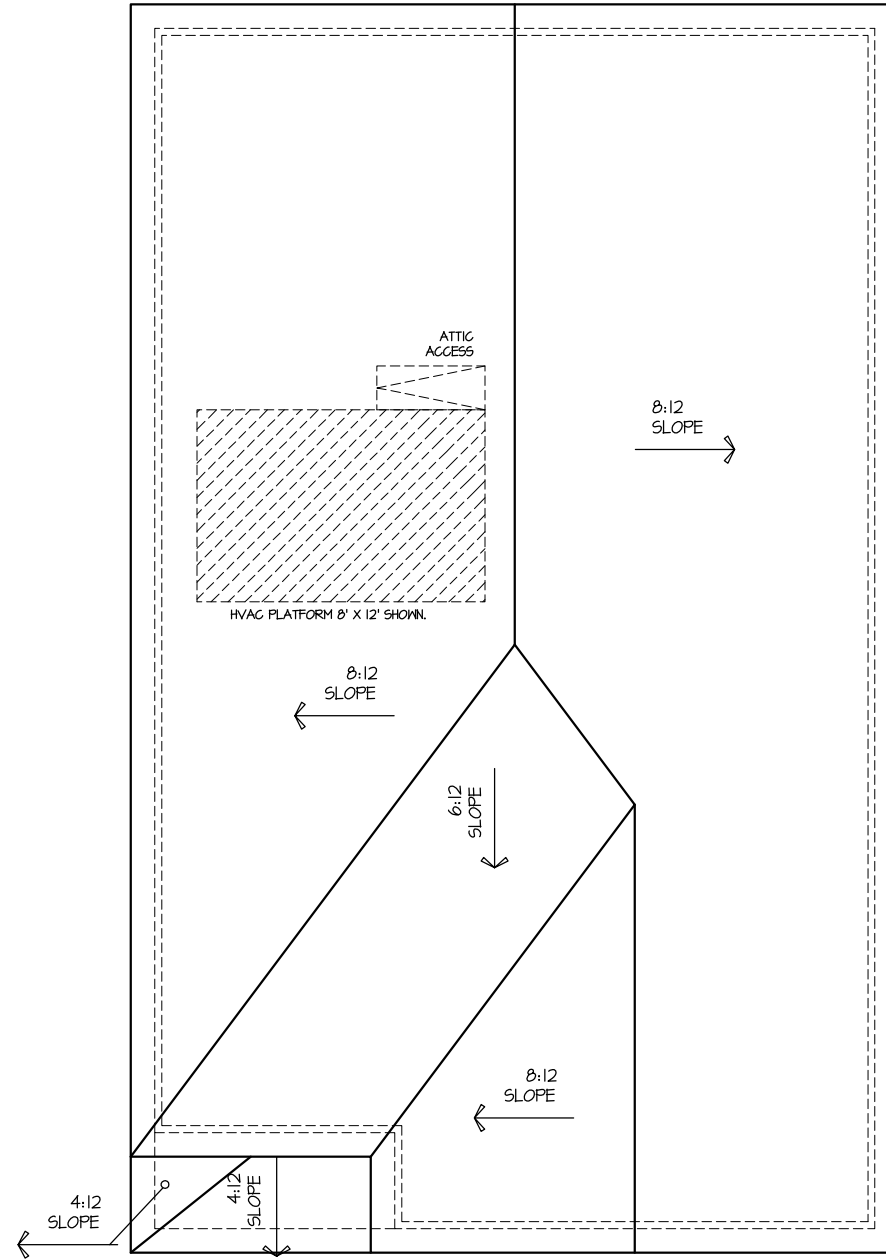 ATTIC
ACCESS
8:12
SLOPE
HVAC PLATFORM 8' X 12' SHOWN.
8:12
SLOPE
6:12
SLOPE
8:12
SLOPE
4:12
SLOPE
4:12
SLOPE